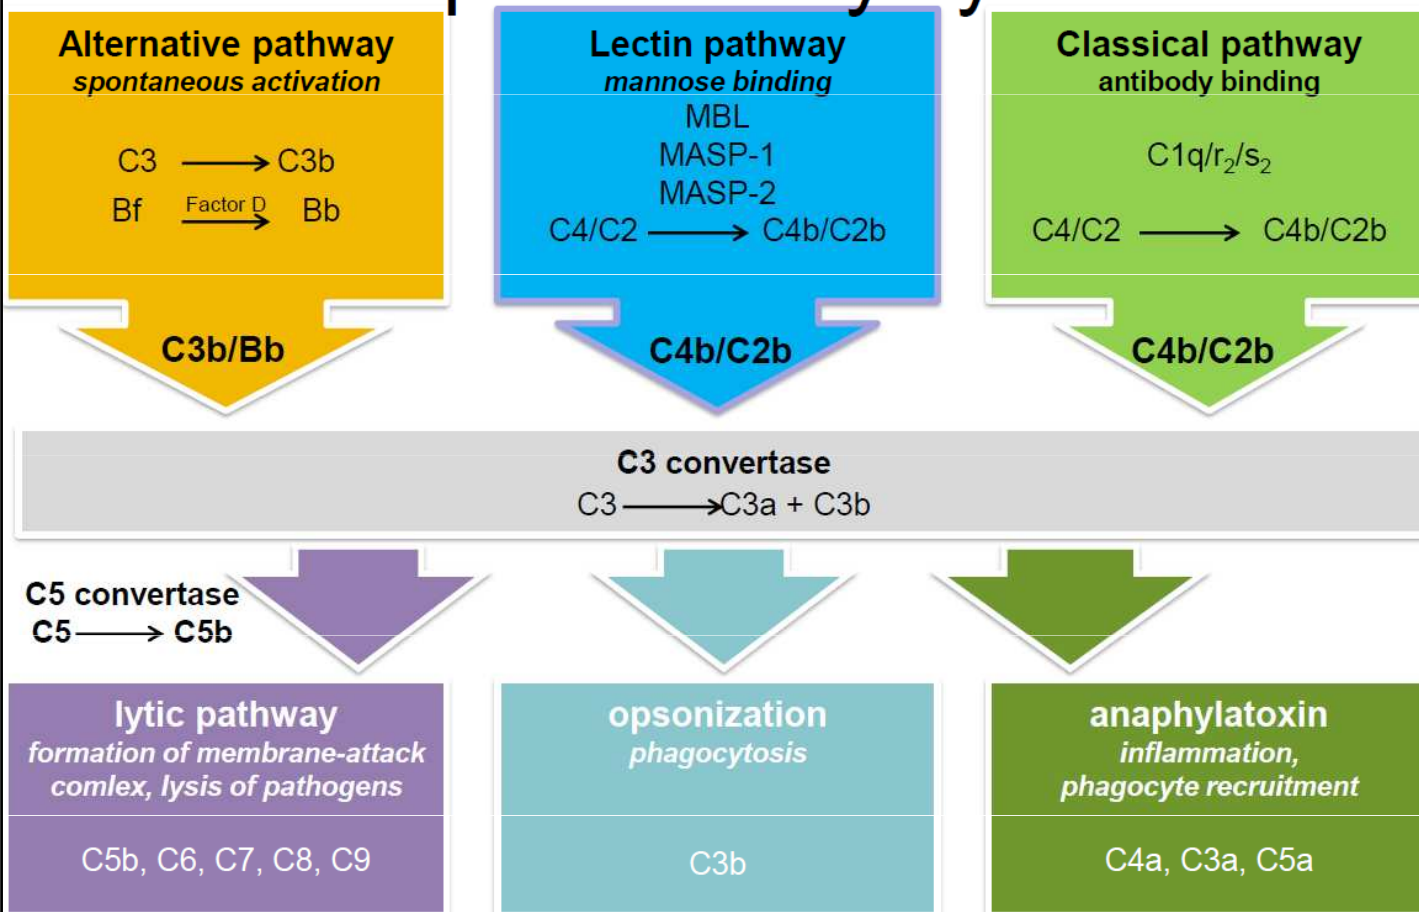 Alternative pathway
spontaneous activation
C3 → C3b
Bf Factor D → Bb
C3b/Bb
Lectin pathway
mannose binding
MBL
MASP-1
MASP-2
C4/C2 → C4b/C2b
C4b/C2b
Classical pathway
antibody binding
C1q/r₂/s₂
C4/C2 → C4b/C2b
C4b/C2b
C3 convertase
C3 → C3a + C3b
C5 convertase
C5 → C5b
lytic pathway
formation of membrane-attack
comlex, lysis of pathogens
C5b, C6, C7, C8, C9
opsonization
phagocytosis
C3b
anaphylatoxin
inflammation,
phagocyte recruitment
C4a, C3a, C5a